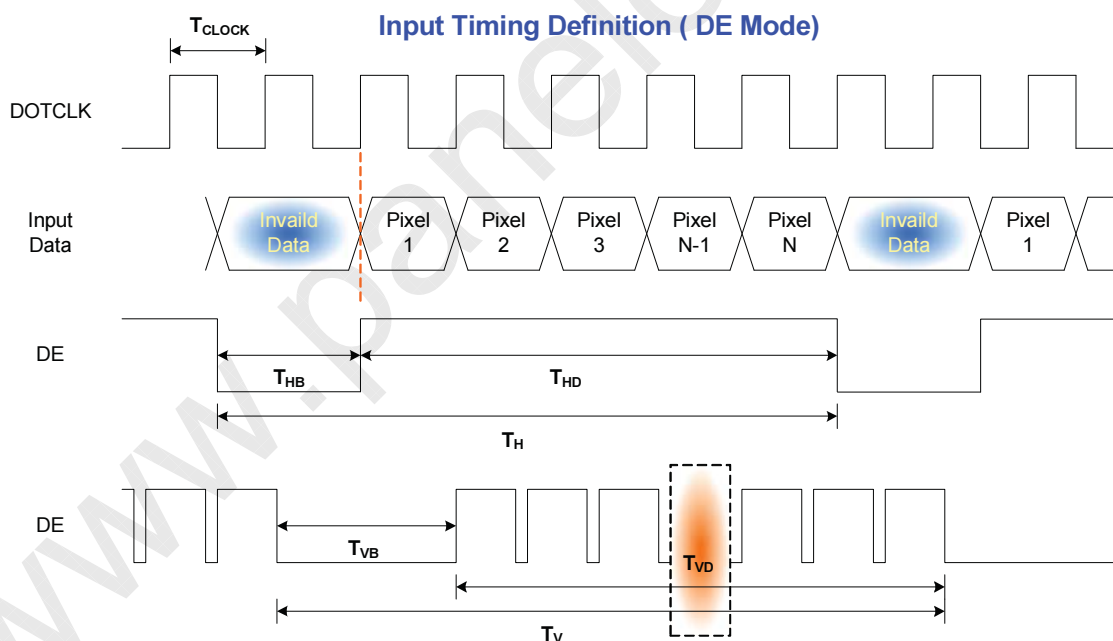 Input Timing Definition ( DE Mode)
TCLOCK
DOTCLK
Input
Data
Invaild
Data
Pixel
1
Pixel
2
Pixel
3
Pixel
N-1
Pixel
N
Invaild
Data
Pixel
1
DE
THB
THD
TH
DE
TVB
TVD
TV
www.panel